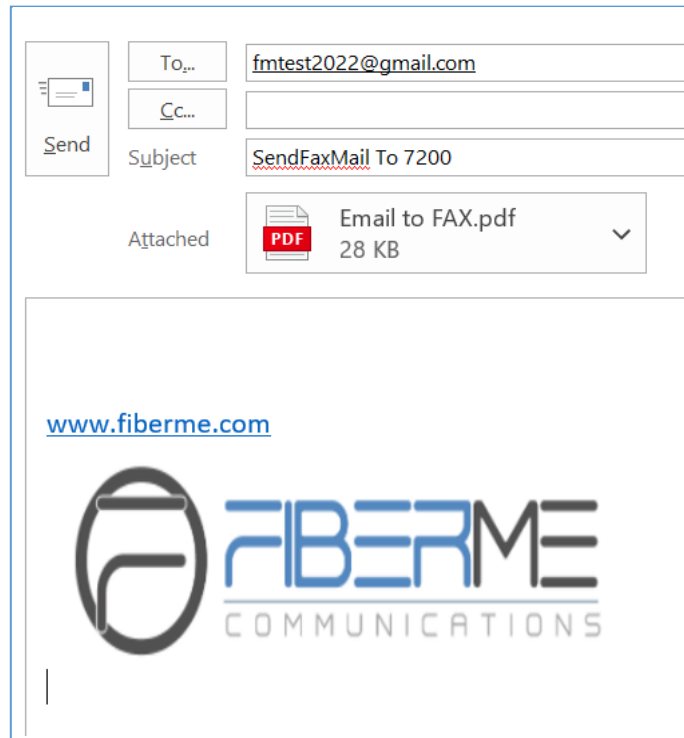 Send
To...
fmtest2022@gmail.com
Cc...
Subject
SendFaxMail To 7200
Attached
PDF
Email to FAX.pdf
28 KB
www.fiberme.com
FIBERME
COMMUNICATIONS